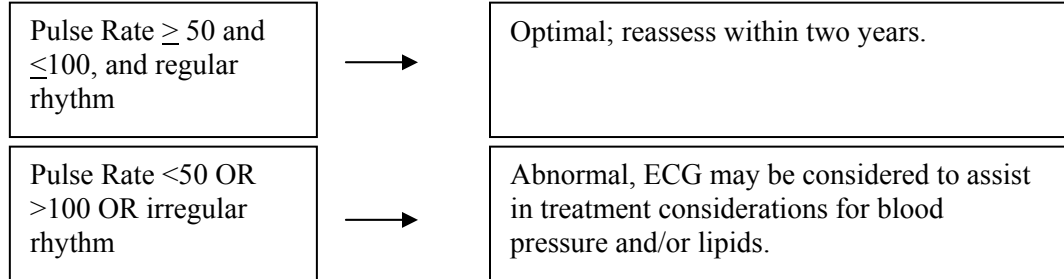 Pulse Rate ≥ 50 and
≤100, and regular
rhythm
Optimal; reassess within two years.
Pulse Rate <50 OR
>100 OR irregular
rhythm
Abnormal, ECG may be considered to assist
in treatment considerations for blood
pressure and/or lipids.